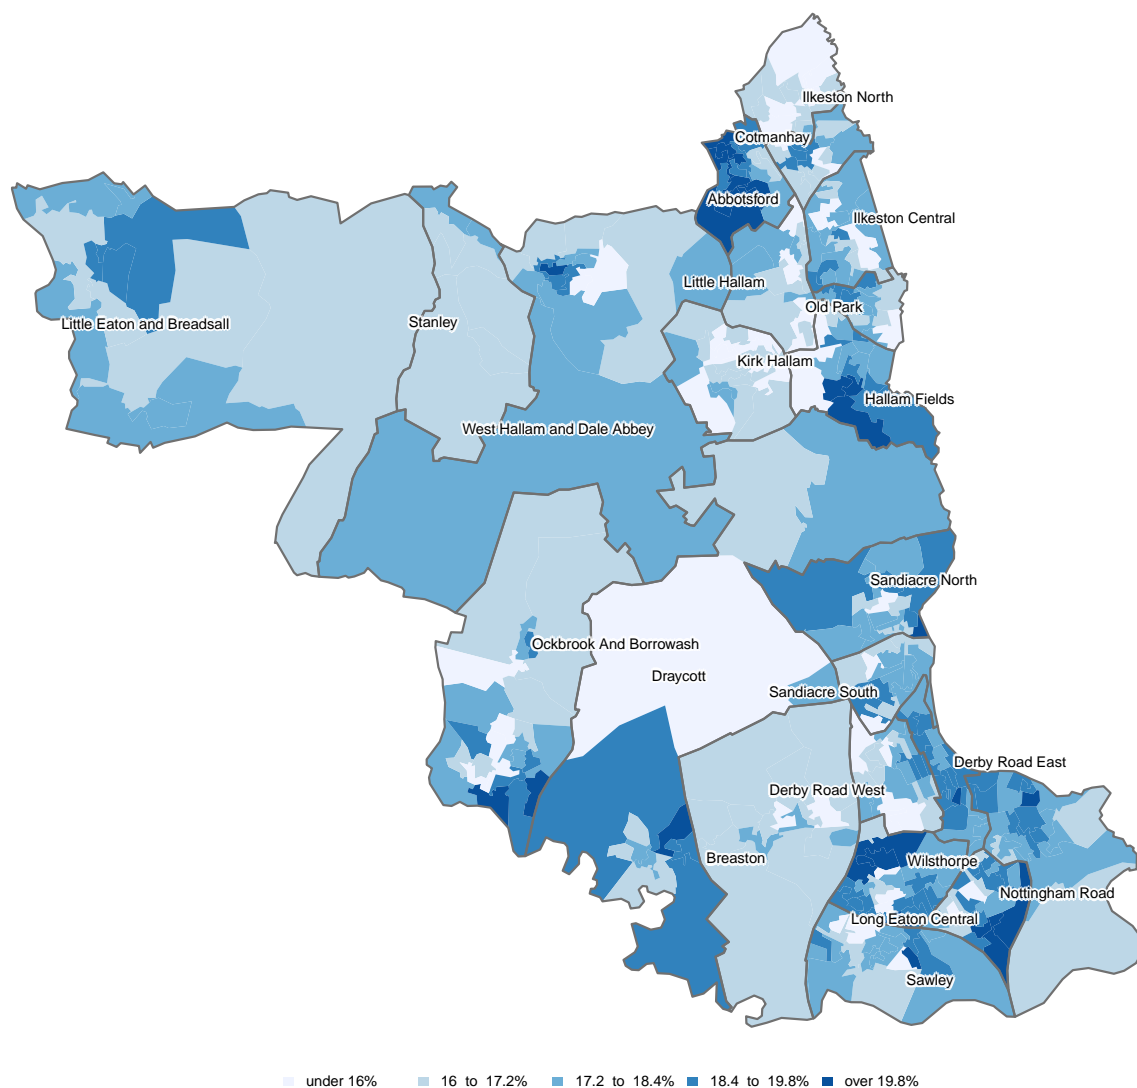 Ilkeston North
Cotmanhay
Abbotsford
Ilkeston Central
Little Hallam
Old Park
Little Eaton and Breadsall
Stanley
Kirk Hallam
Hallam Fields
West Hallam and Dale Abbey
Sandiacre North
Ockbrook And Borrowash
Draycott
Sandiacre South
Derby Road East
Derby Road West
Breaston
Wilsthorpe
Nottingham Road
Long Eaton Central
Sawley
under 16% 16 to 17.2% 17.2 to 18.4% 18.4 to 19.8% over 19.8%